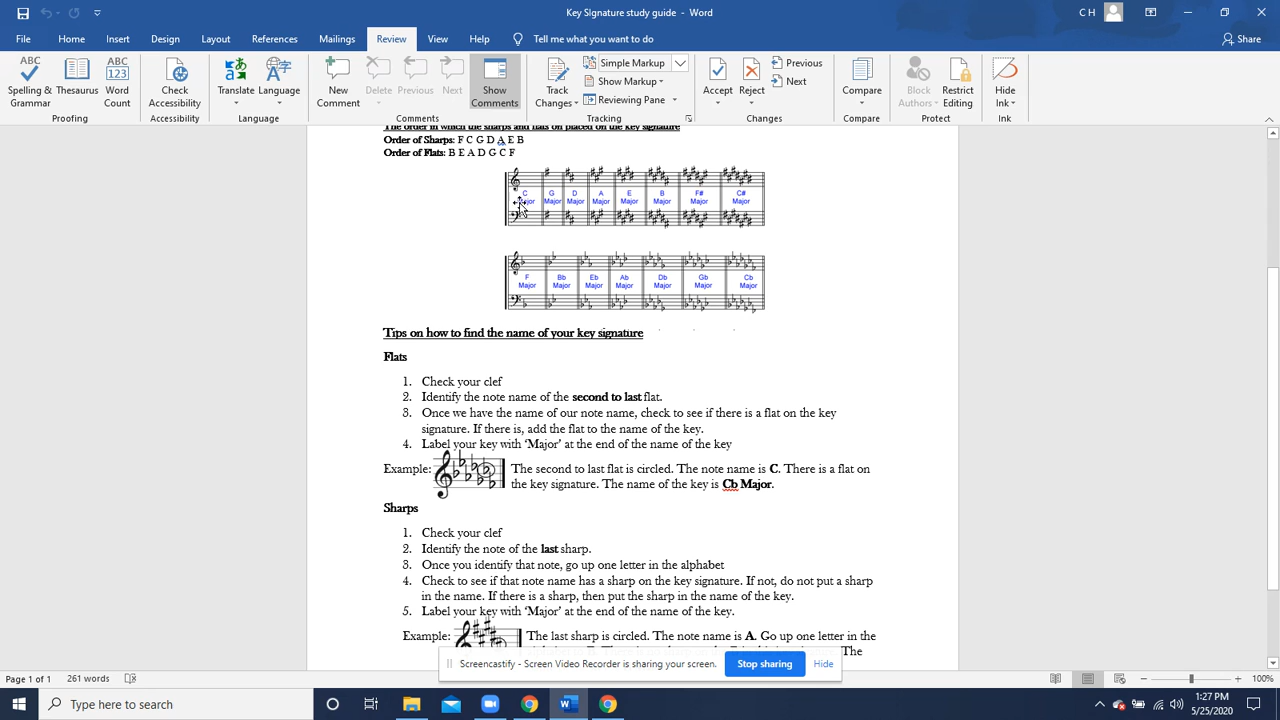 Key Signature Study Guide - Word
C H
File Home Insert Design Layout References Mailings Review View Help Tell me what you want to do Share
Spelling & Grammar
Thesaurus
Word Count
Check Accessibility
Translate
Language
New Comment
Delete
Previous
Next
Show Comments
Track Changes
Simple Markup
Show Markup
Reviewing Pane
Accept
Reject
Previous
Next
Compare
Block Authors
Restrict Editing
Hide Ink
Proofing Accessibility Language Comments Tracking Changes Compare Protect Ink
The order in which the sharps and flats on placed on the key signature
Order of Sharps: F C G D A E B
Order of Flats: B E A D G C F
C G D A E B F# C#
Major Major Major Major Major Major Major Major
F Bb Eb Ab Db Gb Cb
Major Major Major Major Major Major Major
Tips on how to find the name of your key signature
Flats
1. Check your clef
2. Identify the note name of the second to last flat.
3. Once we have the name of our note name, check to see if there is a flat on the key
signature. If there is, add the flat to the name of the key.
4. Label your key with ‘Major’ at the end of the name of the key
Example: The second to last flat is circled. The note name is C. There is a flat on
the key signature. The name of the key is Cb Major.
Sharps
1. Check your clef
2. Identify the note of the last sharp.
3. Once you identify that note, go up one letter in the alphabet
4. Check to see if that note name has a sharp on the key signature. If not, do not put a sharp
in the name. If there is a sharp, then put the sharp in the name of the key.
5. Label your key with ‘Major’ at the end of the name of the key.
Example: The last sharp is circled. The note name is A. Go up one letter in the
The
Screencastify - Screen Video Recorder is sharing your screen. Stop sharing Hide
Page 1 of 1 261 words 100%
Type here to search
1:27 PM
5/25/2020